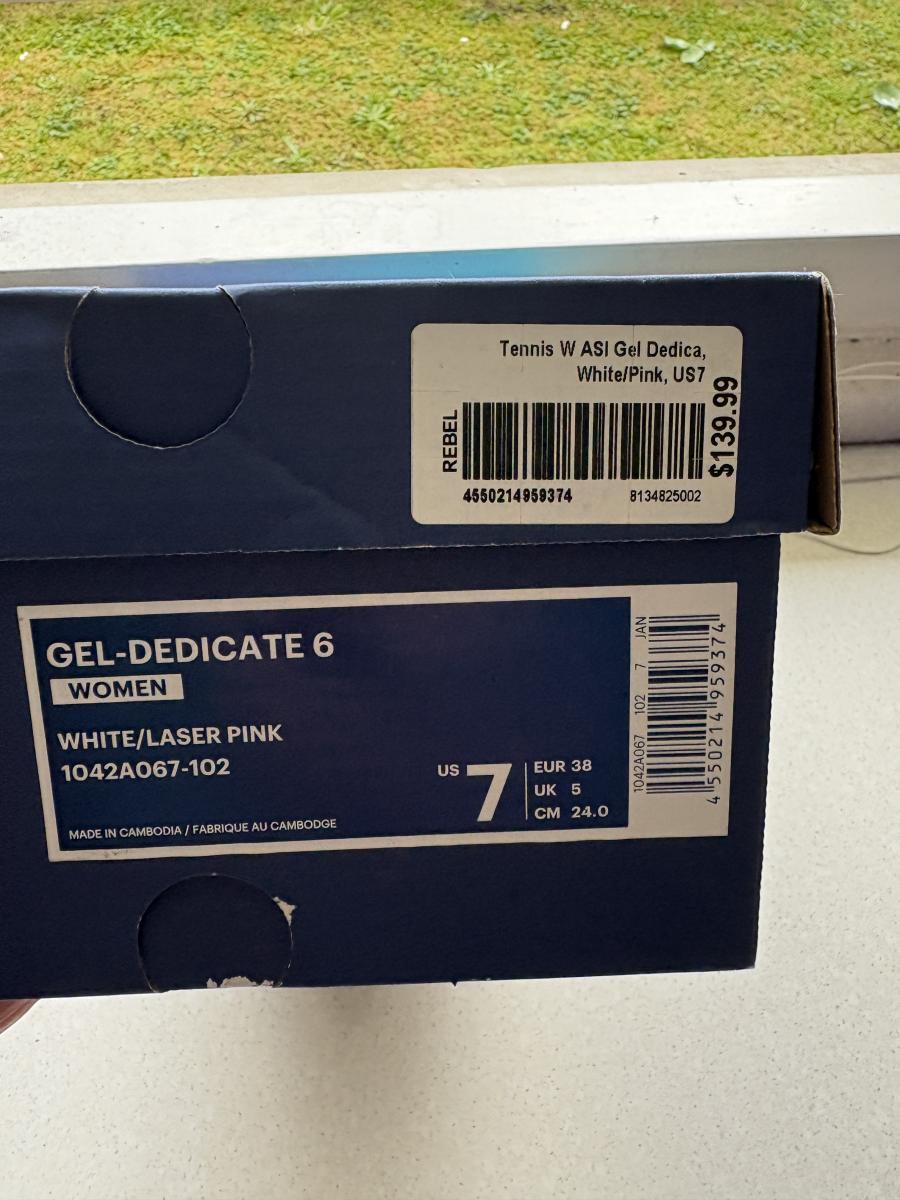 Tennis W ASI Gel Dedica,
White/Pink, US7
REBEL
$139.99
4550214959374
8134825002
GEL-DEDICATE 6
WOMEN
WHITE/LASER PINK
1042A067-102
MADE IN CAMBODIA / FABRIQUE AU CAMBODGE
US 7
EUR 38
UK 5
CM 24.0
1042A067 102 7 JAN
4 550214 959374